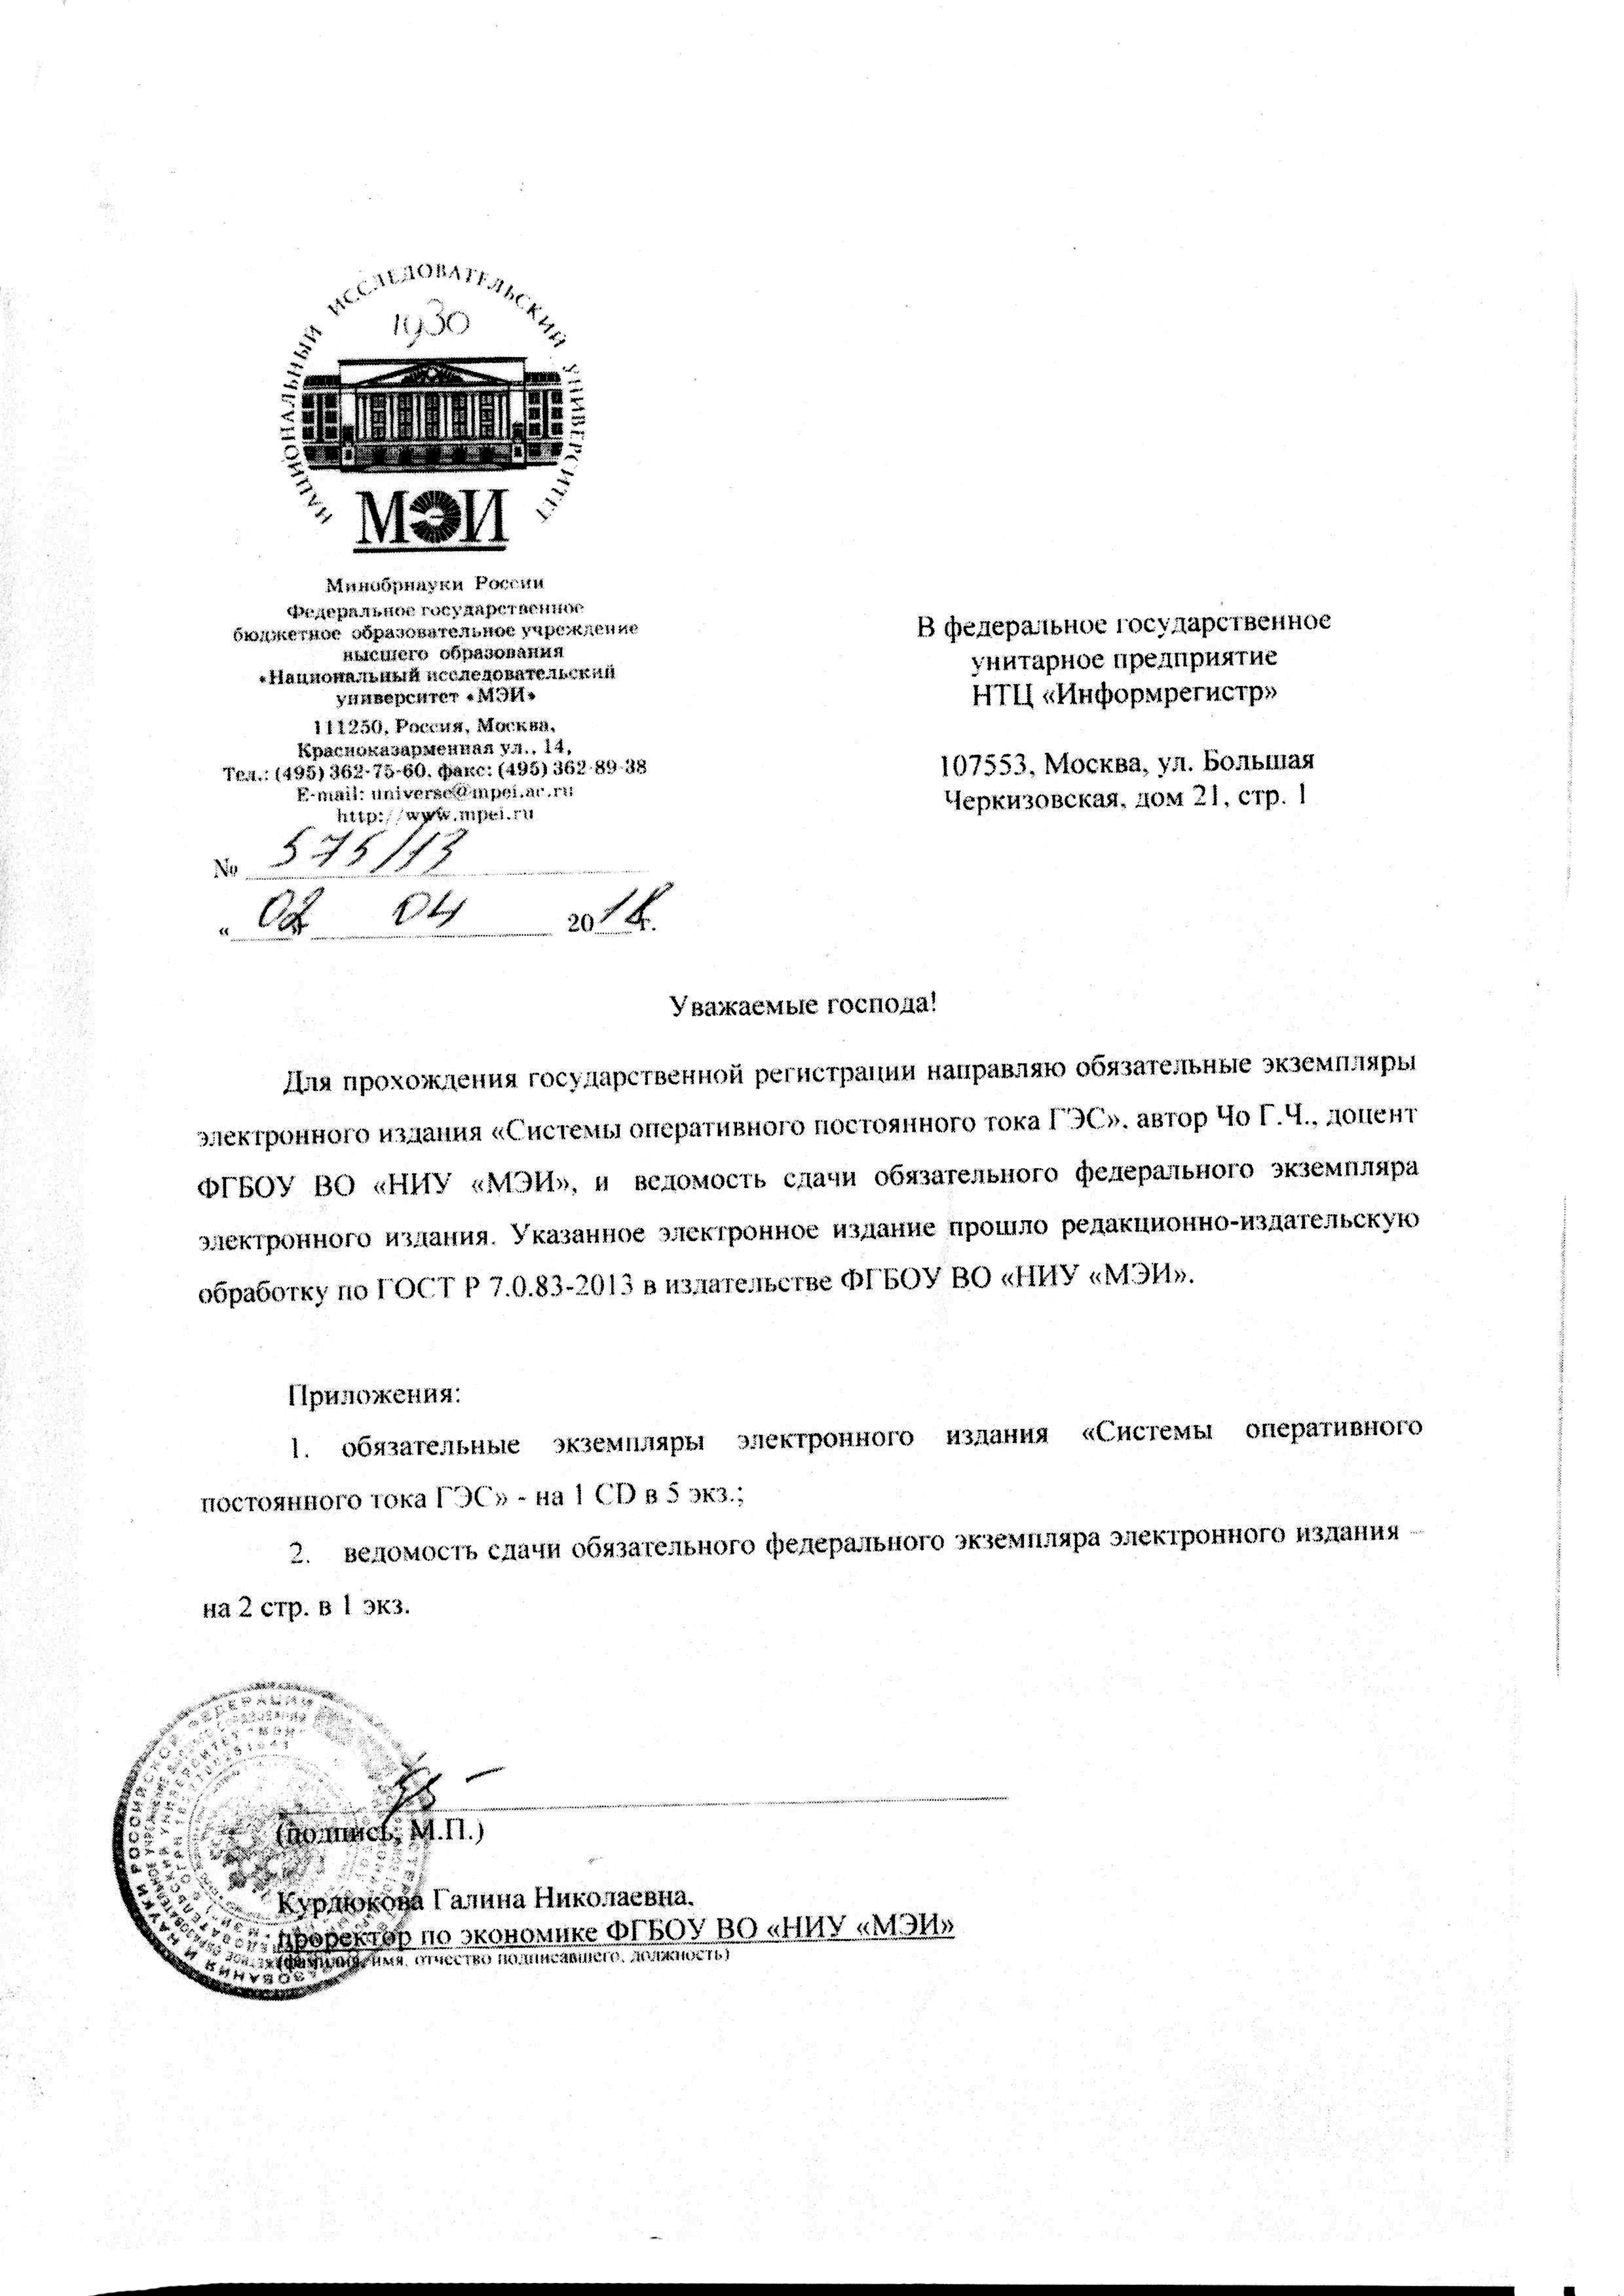 НАЦИОНАЛЬНЫЙ ИССЛЕДОВАТЕЛЬСКИЙ УНИВЕРСИТЕТ
1930
МЭИ
Минобрнауки России
Федеральное государственное
бюджетное образовательное учреждение
высшего образования
«Национальный исследовательский
университет «МЭИ»
111250, Россия, Москва,
Красноказарменная ул., 14,
Тел.: (495) 362-75-60, факс: (495) 362-89-38
E-mail: universe@mpei.ac.ru
http://www.mpei.ru
№ 575/13
« 02 04 2018г.
В федеральное государственное
унитарное предприятие
НТЦ «Информрегистр»
107553, Москва, ул. Большая
Черкизовская, дом 21, стр. 1
Уважаемые господа!
Для прохождения государственной регистрации направляю обязательные экземпляры
электронного издания «Системы оперативного постоянного тока ГЭС», автор Чо Г.Ч., доцент
ФГБОУ ВО «НИУ «МЭИ», и ведомость сдачи обязательного федерального экземпляра
электронного издания. Указанное электронное издание прошло редакционно-издательскую
обработку по ГОСТ Р 7.0.83-2013 в издательстве ФГБОУ ВО «НИУ «МЭИ».
Приложения:
1. обязательные экземпляры электронного издания «Системы оперативного
постоянного тока ГЭС» - на 1 CD в 5 экз.;
2. ведомость сдачи обязательного федерального экземпляра электронного издания –
на 2 стр. в 1 экз.
(подпись, М.П.)
Курдюкова Галина Николаевна,
проректор по экономике ФГБОУ ВО «НИУ «МЭИ»
(фамилия, имя, отчество подписавшего, должность)